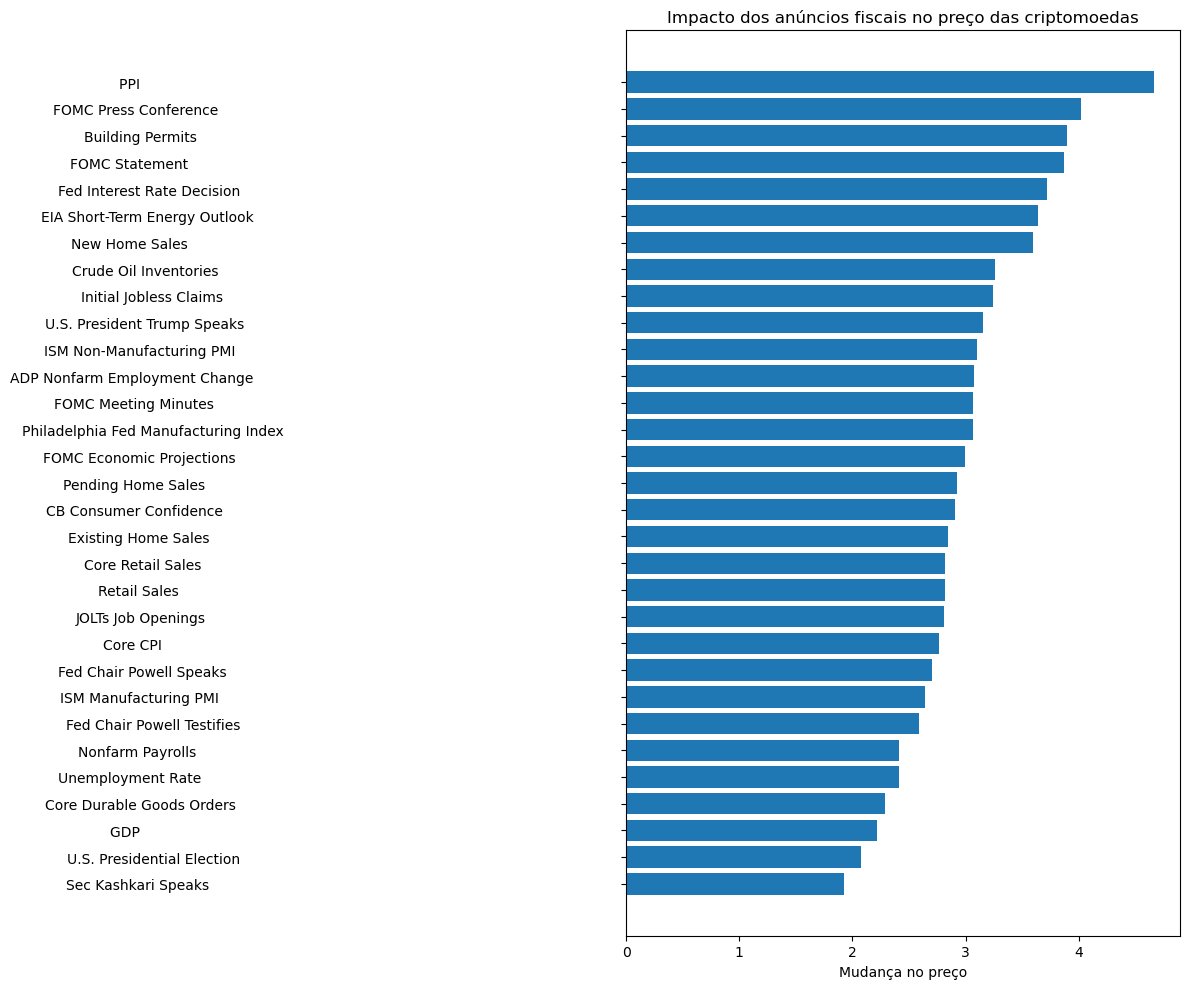 Impacto dos anúncios fiscais no preço das criptomoedas
PPI
FOMC Press Conference
Building Permits
FOMC Statement
Fed Interest Rate Decision
EIA Short-Term Energy Outlook
New Home Sales
Crude Oil Inventories
Initial Jobless Claims
U.S. President Trump Speaks
ISM Non-Manufacturing PMI
ADP Nonfarm Employment Change
FOMC Meeting Minutes
Philadelphia Fed Manufacturing Index
FOMC Economic Projections
Pending Home Sales
CB Consumer Confidence
Existing Home Sales
Core Retail Sales
Retail Sales
JOLTs Job Openings
Core CPI
Fed Chair Powell Speaks
ISM Manufacturing PMI
Fed Chair Powell Testifies
Nonfarm Payrolls
Unemployment Rate
Core Durable Goods Orders
GDP
U.S. Presidential Election
Sec Kashkari Speaks
0 1 2 3 4
Mudança no preço